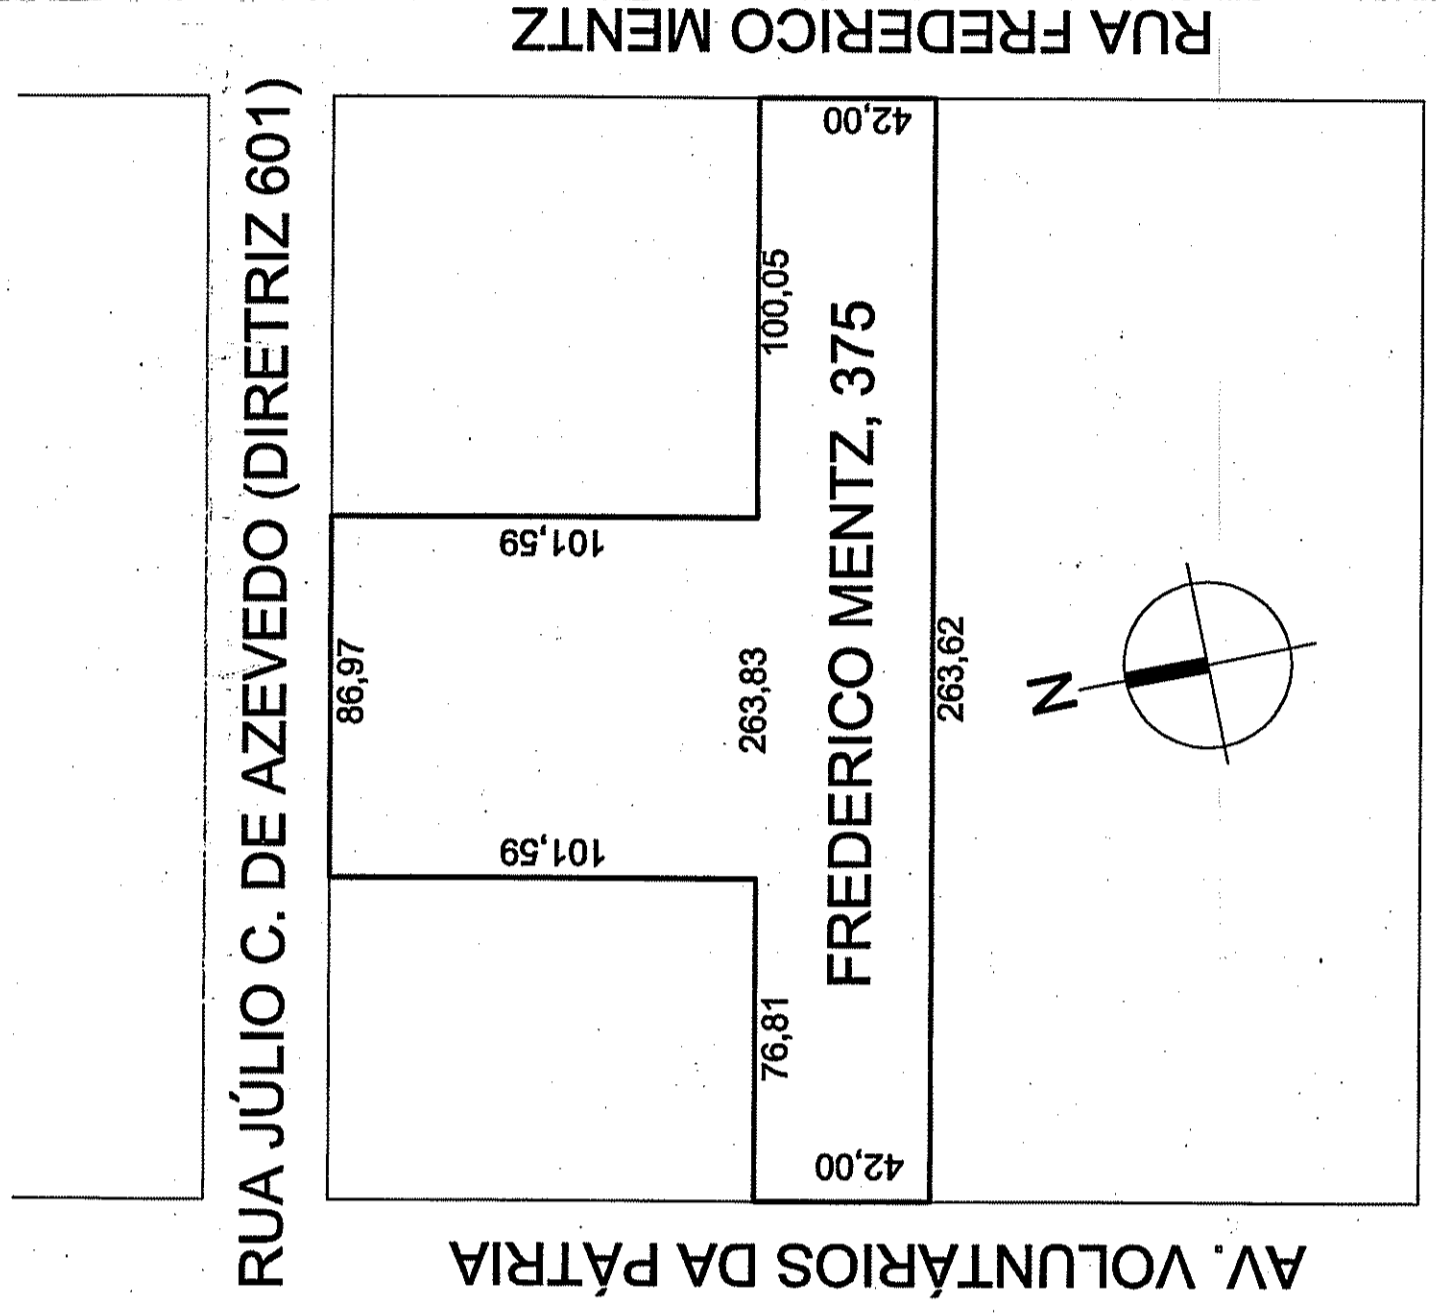 RUA FREDERICO MENTZ
RUA JÚLIO C. DE AZEVEDO (DIRETRIZ 601)
42,00
100,05
101,59
86,97
263,83
FREDERICO MENTZ, 375
263,62
N
101,59
76,81
42,00
AV. VOLUNTÁRIOS DA PÁTRIA